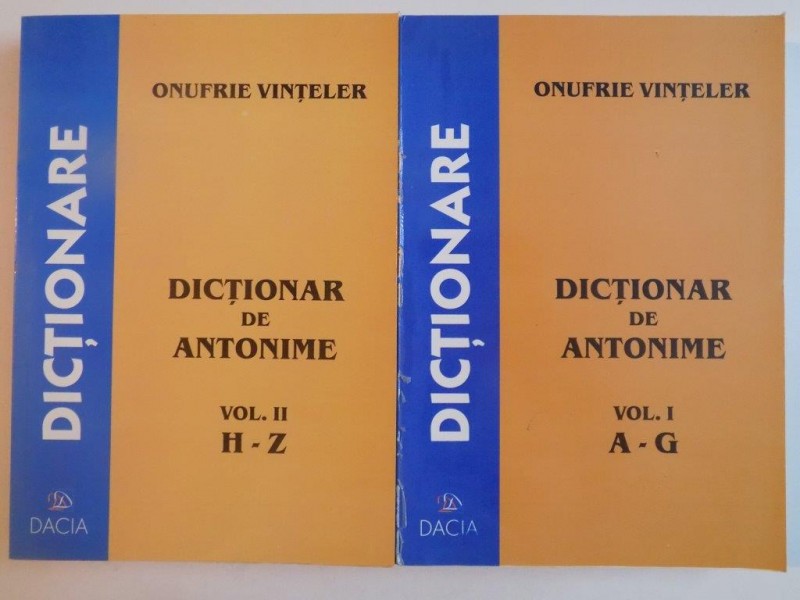 DICȚIONARE
ONUFRIE VINȚELER
DICȚIONAR
DE
ANTONIME
VOL. II
H - Z
DACIA
DICȚIONARE
ONUFRIE VINȚELER
DICȚIONAR
DE
ANTONIME
VOL. I
A - G
DACIA